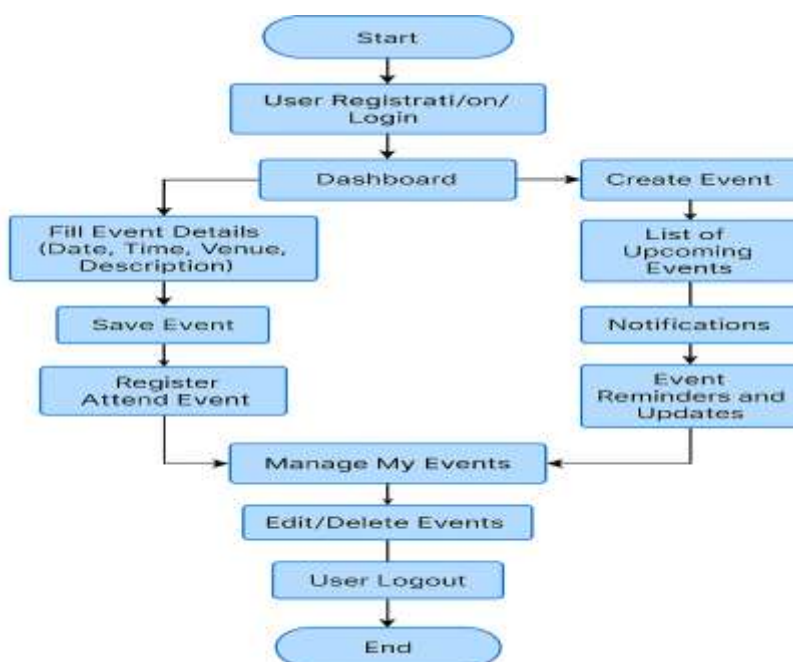 Start
User Registrati/on/
Login
Dashboard
Create Event
Fill Event Details
(Date, Time, Venue,
Description)
List of
Upcoming
Events
Save Event
Notifications
Register
Attend Event
Event
Reminders and
Updates
Manage My Events
Edit/Delete Events
User Logout
End